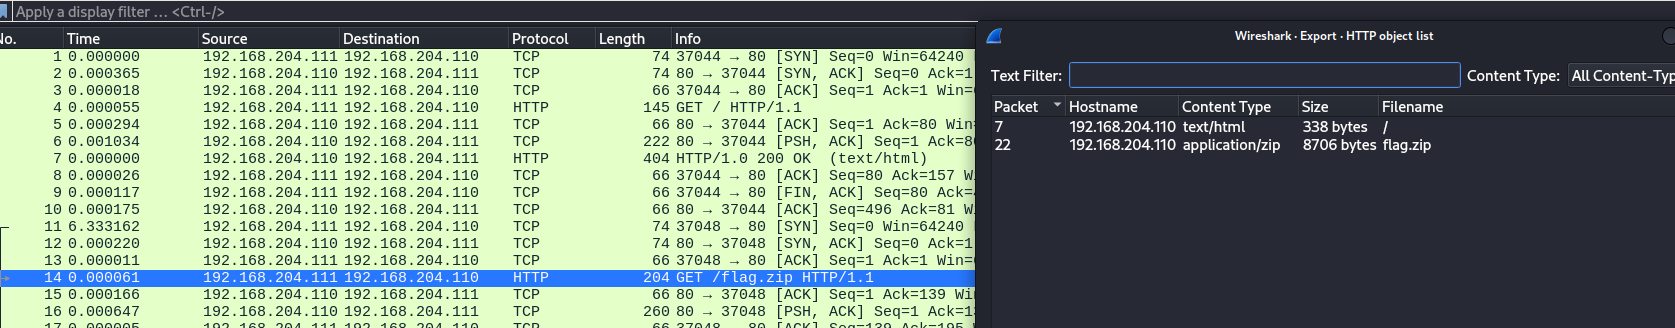 Apply a display filter … <Ctrl-/>
No. Time Source Destination Protocol Length Info
1 0.000000 192.168.204.111 192.168.204.110 TCP 74 37044 → 80 [SYN] Seq=0 Win=64240
2 0.000365 192.168.204.110 192.168.204.111 TCP 74 80 → 37044 [SYN, ACK] Seq=0 Ack=1
3 0.000018 192.168.204.111 192.168.204.110 TCP 66 37044 → 80 [ACK] Seq=1 Ack=1 Win=
4 0.000055 192.168.204.111 192.168.204.110 HTTP 145 GET / HTTP/1.1
5 0.000294 192.168.204.110 192.168.204.111 TCP 66 80 → 37044 [ACK] Seq=1 Ack=80 Win=
6 0.001034 192.168.204.110 192.168.204.111 TCP 222 80 → 37044 [PSH, ACK] Seq=1 Ack=80
7 0.000000 192.168.204.110 192.168.204.111 HTTP 404 HTTP/1.0 200 OK (text/html)
8 0.000026 192.168.204.111 192.168.204.110 TCP 66 37044 → 80 [ACK] Seq=80 Ack=157 W
9 0.000117 192.168.204.111 192.168.204.110 TCP 66 37044 → 80 [FIN, ACK] Seq=80 Ack=
10 0.000175 192.168.204.110 192.168.204.111 TCP 66 80 → 37044 [ACK] Seq=496 Ack=81 W
11 6.333162 192.168.204.111 192.168.204.110 TCP 74 37048 → 80 [SYN] Seq=0 Win=64240
12 0.000220 192.168.204.110 192.168.204.111 TCP 74 80 → 37048 [SYN, ACK] Seq=0 Ack=1
13 0.000011 192.168.204.111 192.168.204.110 TCP 66 37048 → 80 [ACK] Seq=1 Ack=1 Win=
14 0.000061 192.168.204.111 192.168.204.110 HTTP 204 GET /flag.zip HTTP/1.1
15 0.000166 192.168.204.110 192.168.204.111 TCP 66 80 → 37048 [ACK] Seq=1 Ack=139 Wi
16 0.000647 192.168.204.110 192.168.204.111 TCP 260 80 → 37048 [PSH, ACK] Seq=1 Ack=1
17 0.000005 192.168.204.111 192.168.204.110 TCP 66 37048 → 80 [ACK] Seq=139 Ack=195 W
Wireshark · Export · HTTP object list
Text Filter: Content Type: All Content-Typ
Packet Hostname Content Type Size Filename
7 192.168.204.110 text/html 338 bytes /
22 192.168.204.110 application/zip 8706 bytes flag.zip